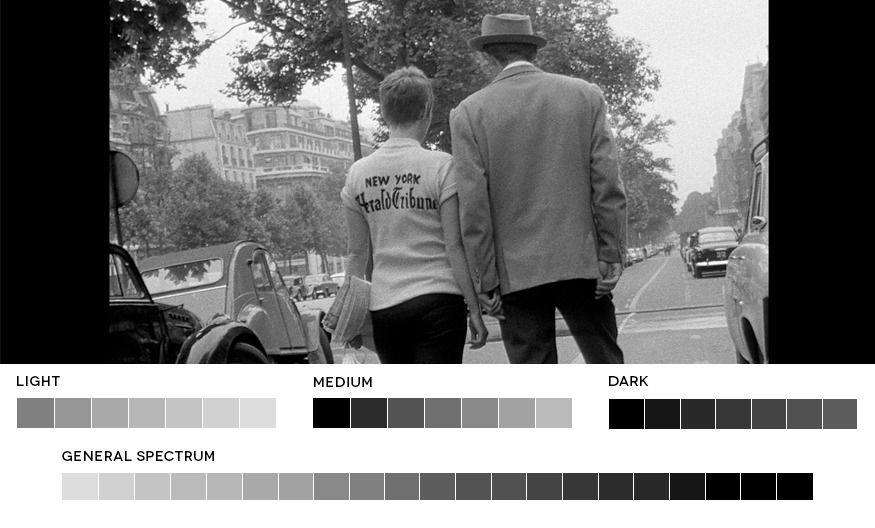 NEW YORK
Herald Tribune
LIGHT
MEDIUM
DARK
GENERAL SPECTRUM